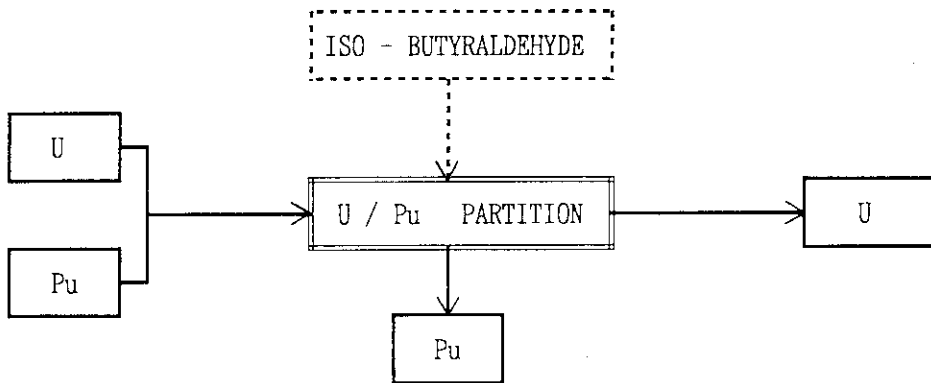 ISO - BUTYRALDEHYDE
U
U / Pu PARTITION
U
Pu
Pu